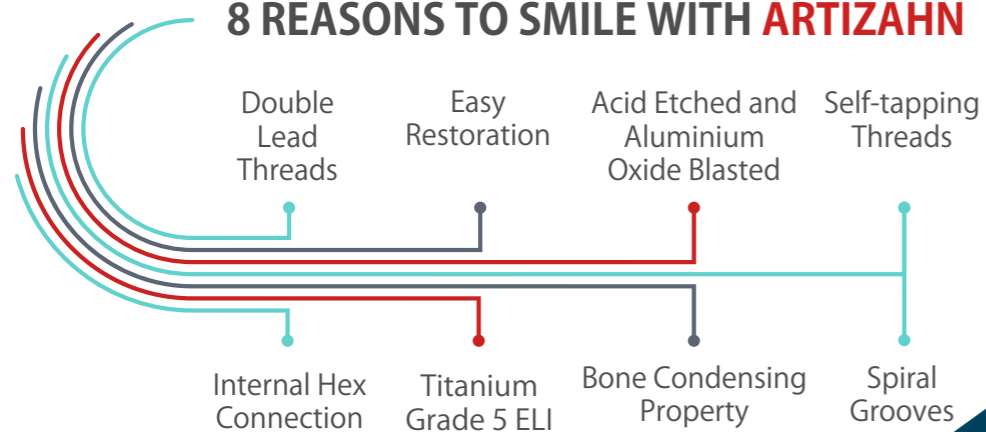 8 REASONS TO SMILE WITH ARTIZAHN
Double
Lead
Threads
Easy
Restoration
Acid Etched and
Aluminium
Oxide Blasted
Self-tapping
Threads
Internal Hex
Connection
Titanium
Grade 5 ELI
Bone Condensing
Property
Spiral
Grooves